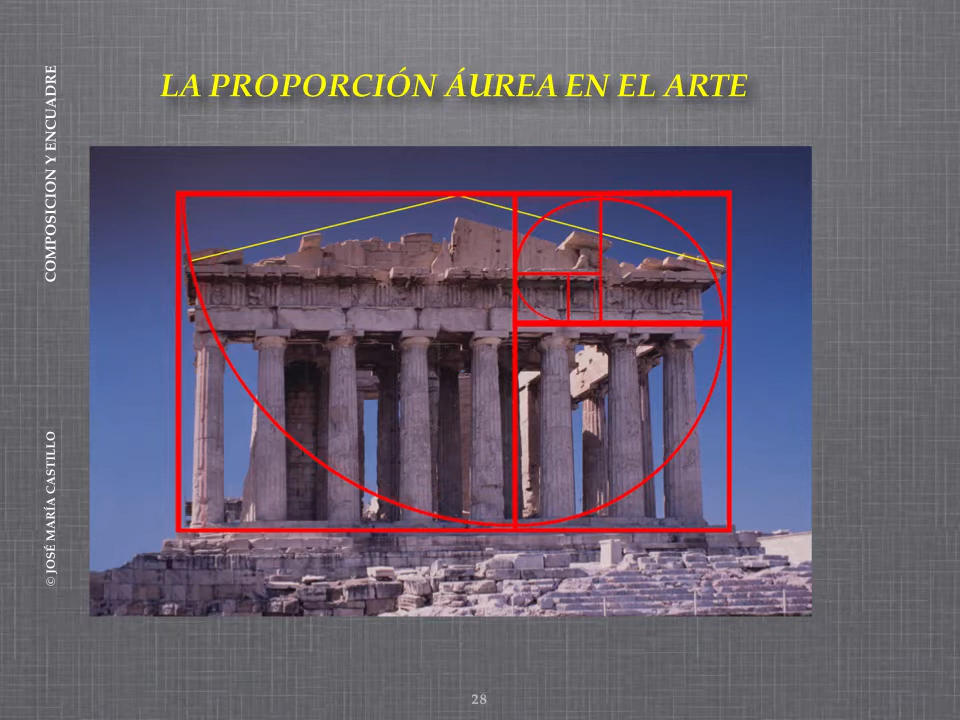 LA PROPORCIÓN ÁUREA EN EL ARTE
COMPOSICION Y ENCUADRE
© JOSÉ MARÍA CASTILLO
28